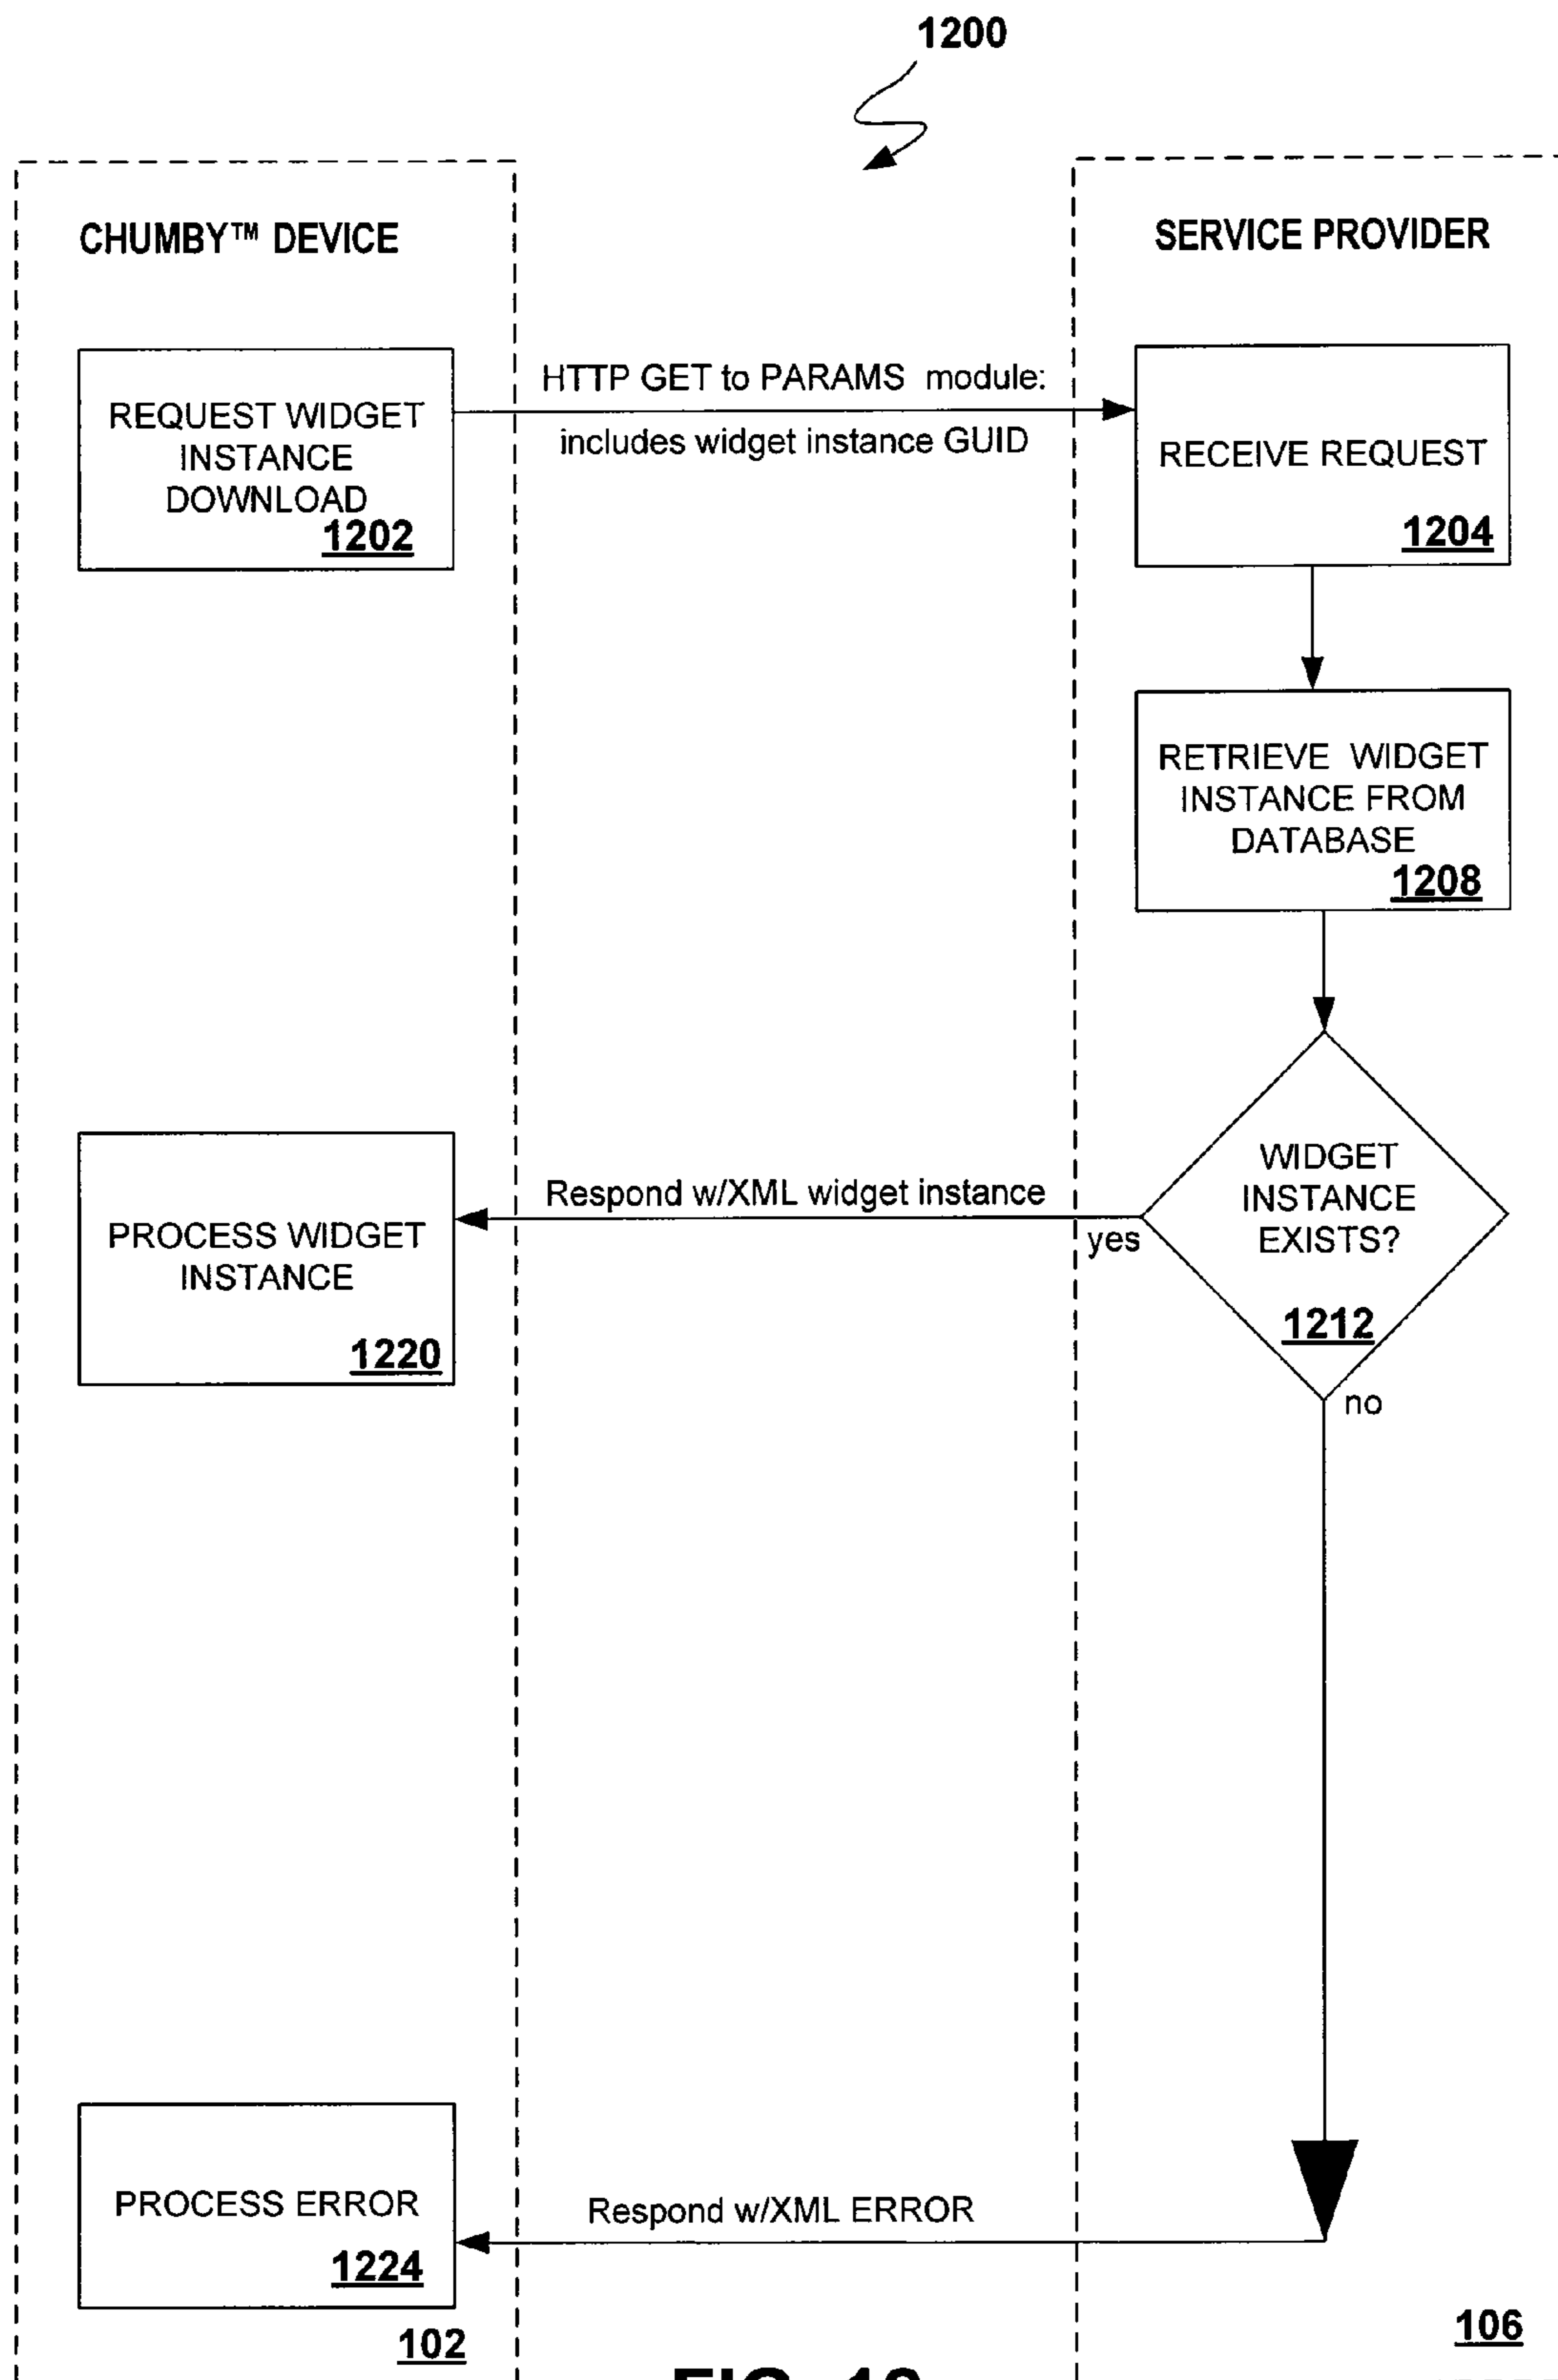 1200
CHUMBY™ DEVICE
SERVICE PROVIDER
REQUEST WIDGET
INSTANCE
DOWNLOAD
1202
HTTP GET to PARAMS module:
includes widget instance GUID
RECEIVE REQUEST
1204
RETRIEVE WIDGET
INSTANCE FROM
DATABASE
1208
WIDGET
INSTANCE
EXISTS?
1212
yes
no
Respond w/XML widget instance
PROCESS WIDGET
INSTANCE
1220
Respond w/XML ERROR
PROCESS ERROR
1224
102
106
FIG.